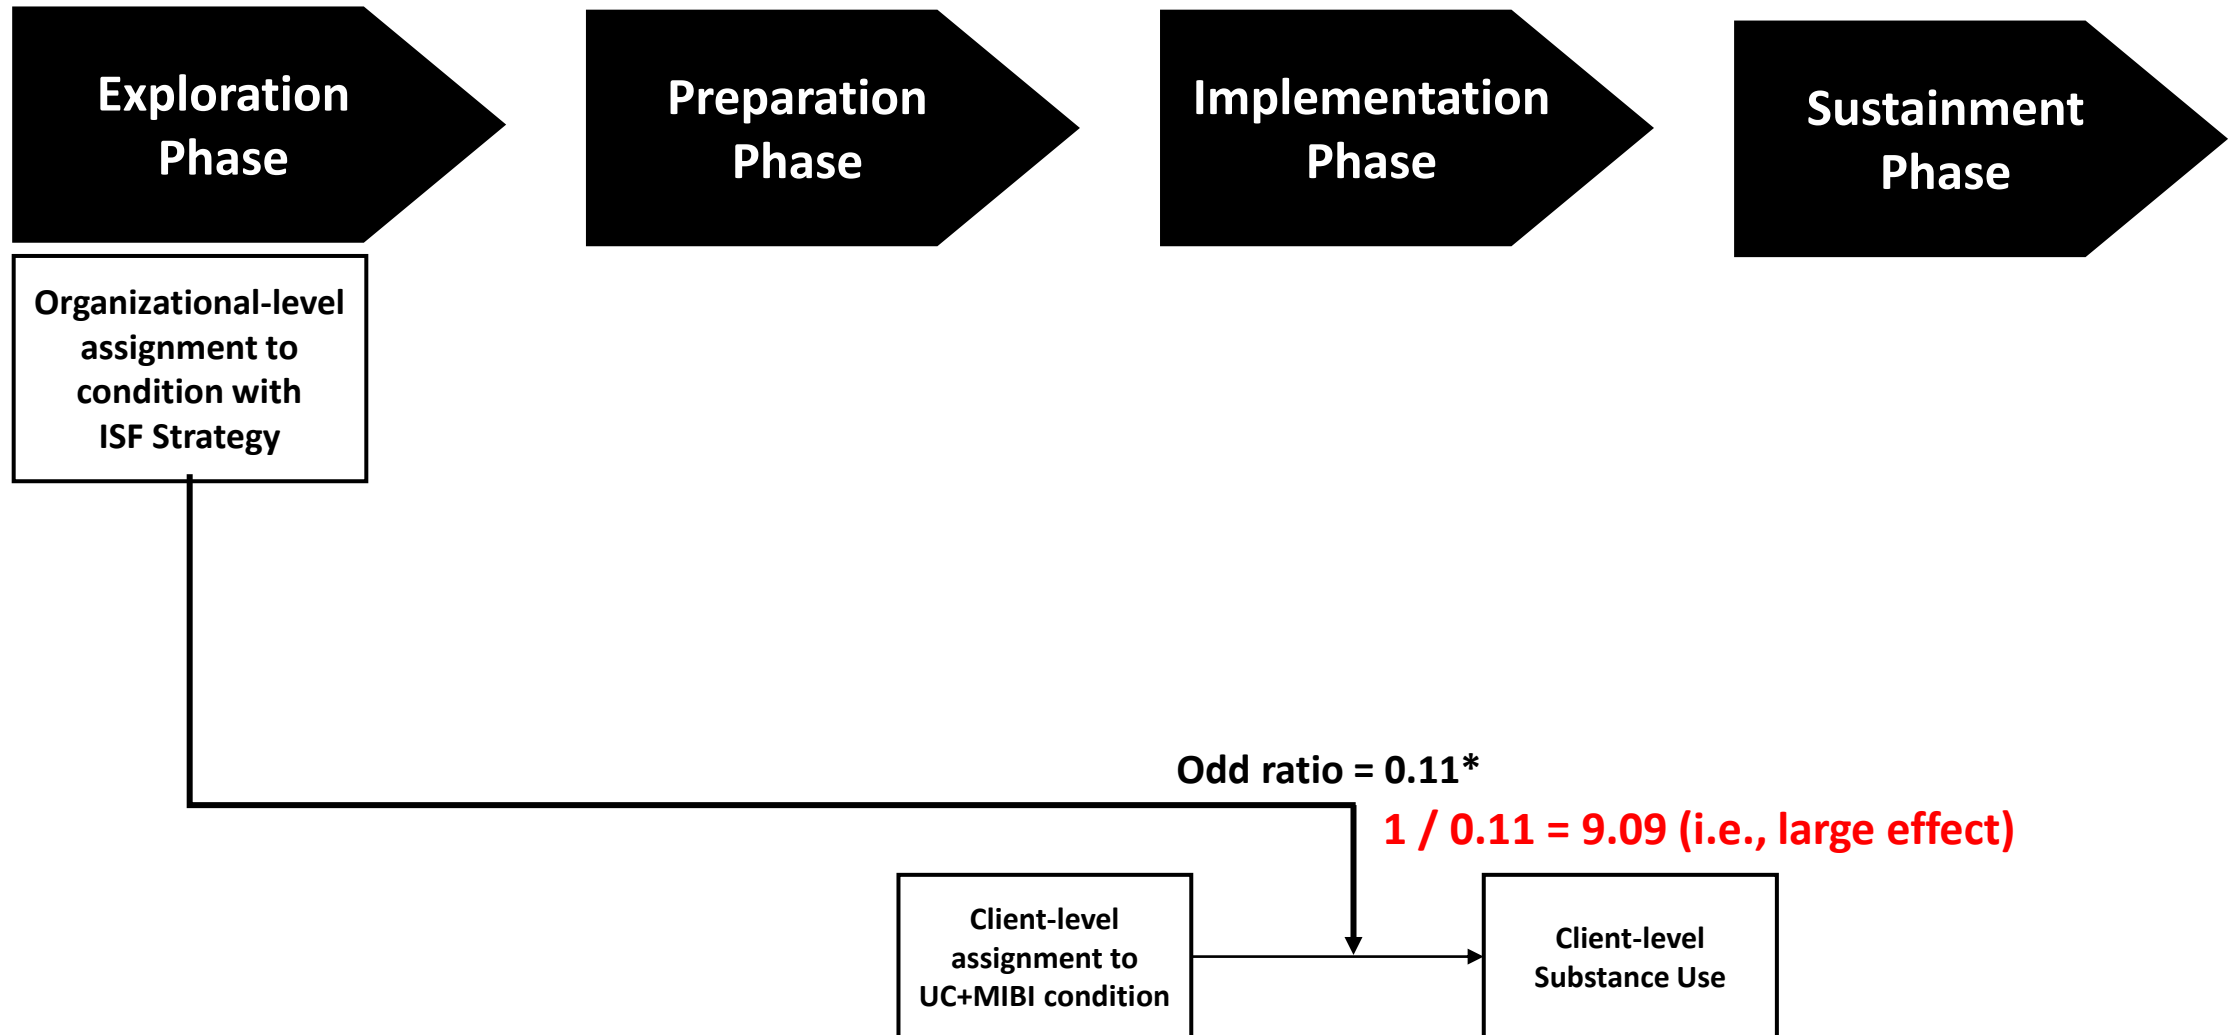 Exploration
Phase
Preparation
Phase
Implementation
Phase
Sustainment
Phase
Organizational-level
assignment to
condition with
ISF Strategy
Odd ratio = 0.11*
1 / 0.11 = 9.09 (i.e., large effect)
Client-level
assignment to
UC+MIBI condition
Client-level
Substance Use